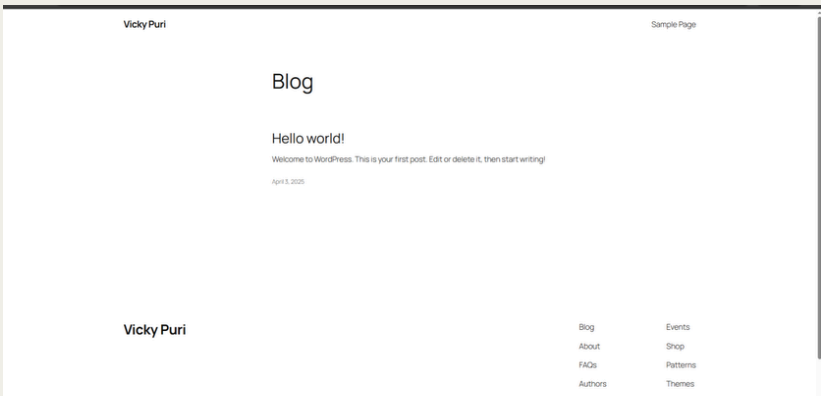 Vicky Puri
Sample Page
Blog
Hello world!
Welcome to WordPress. This is your first post. Edit or delete it, then start writing!
April 3, 2025
Vicky Puri
Blog
Events
About
Shop
FAQs
Patterns
Authors
Themes